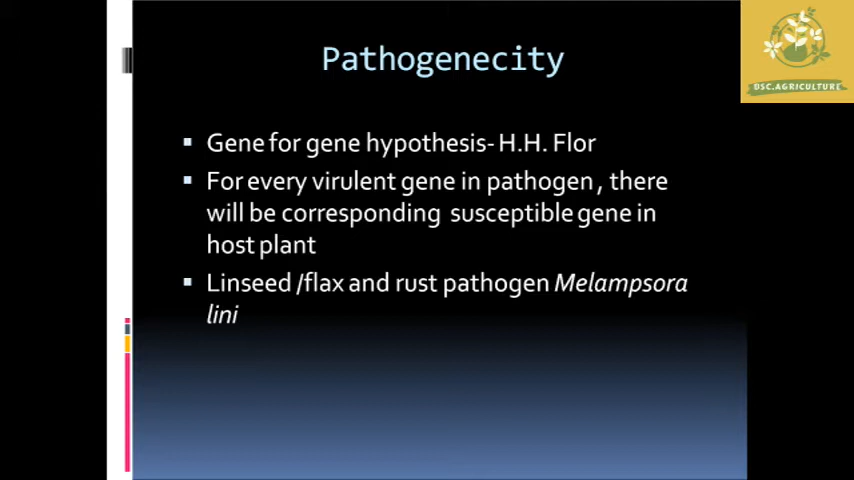 Pathogenecity
DSC.AGRICULTURE
▪ Gene for gene hypothesis- H.H. Flor
▪ For every virulent gene in pathogen , there
will be corresponding susceptible gene in
host plant
▪ Linseed /flax and rust pathogen Melampsora
lini